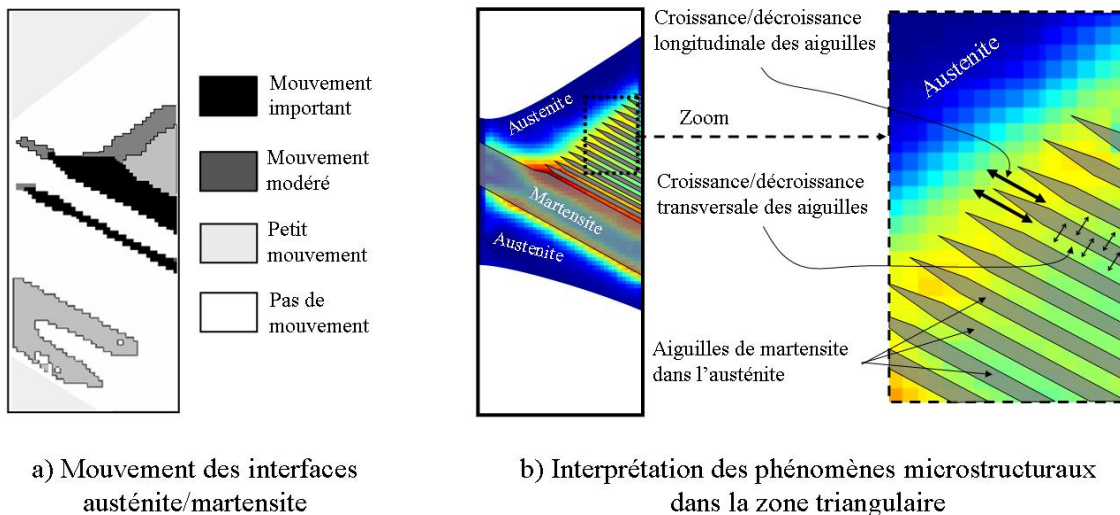 Mouvement
important
Mouvement
modéré
Petit
mouvement
Pas de
mouvement
a) Mouvement des interfaces
austénite/martensite
Austenite
Martensite
Austenite
Croissance/décroissance
longitudinale des aiguilles
Zoom
Croissance/décroissance
transversale des aiguilles
Aiguilles de martensite
dans l'austénite
Austenite
b) Interprétation des phénomènes microstructuraux
dans la zone triangulaire